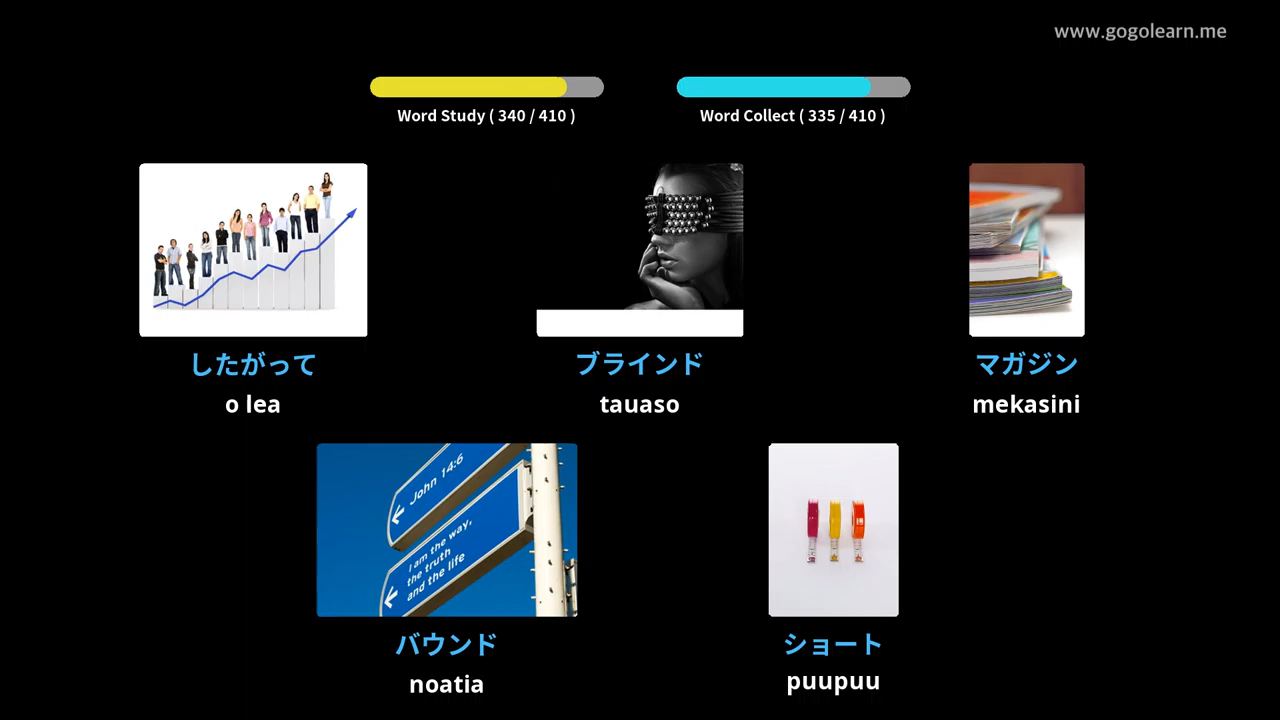 www.gogolearn.me
Word Study ( 340 / 410 )
Word Collect ( 335 / 410 )
したがって
o lea
ブラインド
tauaso
マガジン
mekasini
John 14:6
I am the way,
the truth
and the life
バウンド
noatia
ショート
puupuu